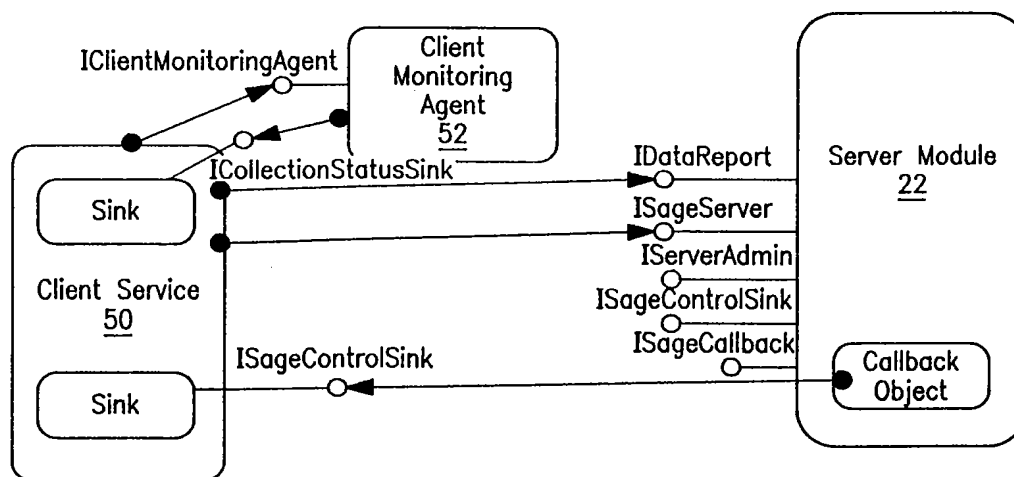 IClientMonitoringAgent
Client
Monitoring
Agent
52
ICollectionStatusSink
Sink
Client Service
50
Sink
ISageControlSink
IDataReport
ISageServer
IServerAdmin
ISageControlSink
ISageCallback
Server Module
22
Callback
Object